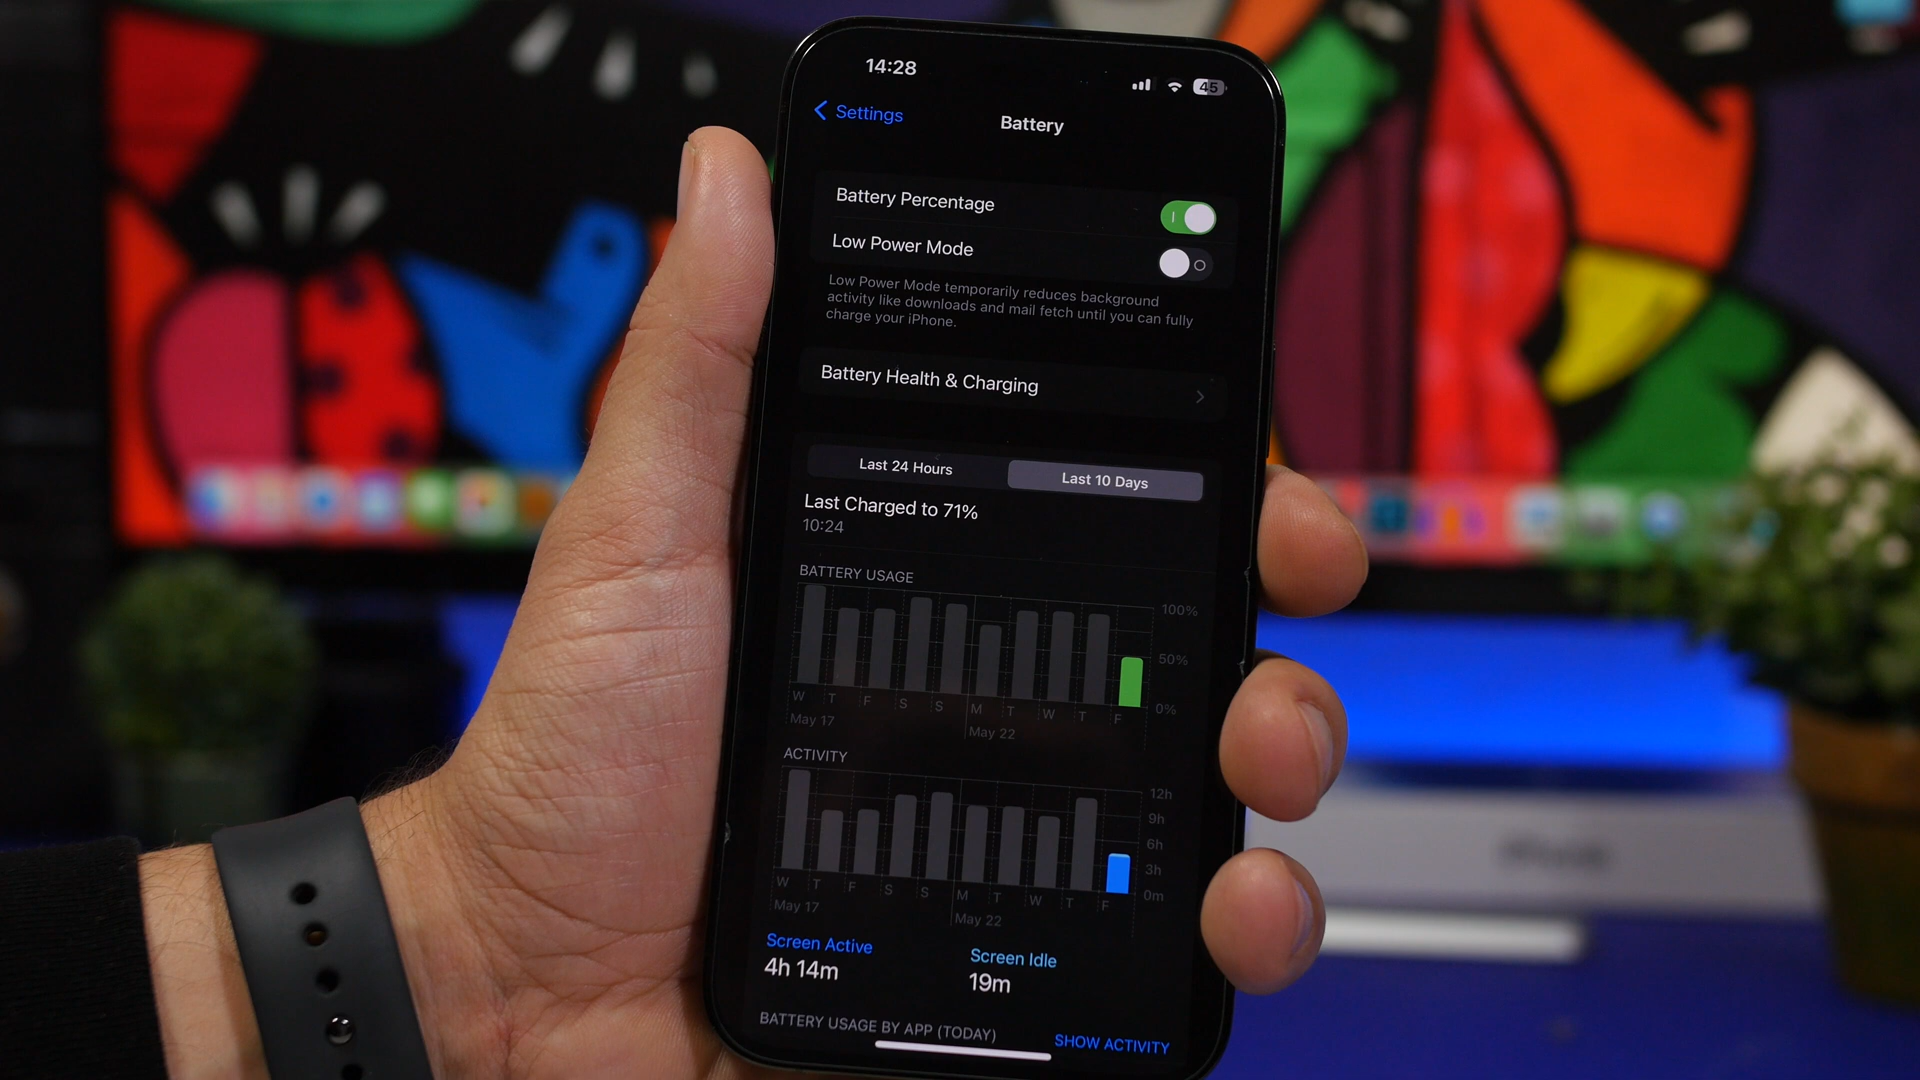 14:28
45
Settings
Battery
Battery Percentage
Low Power Mode
Low Power Mode temporarily reduces background
activity like downloads and mail fetch until you can fully
charge your iPhone.
Battery Health & Charging
Last 24 Hours
Last 10 Days
Last Charged to 71%
10:24
BATTERY USAGE
100%
50%
0%
W T F S S M T W T F
May 17
May 22
ACTIVITY
12h
9h
6h
3h
0m
W T F S S M T W T F
May 17
May 22
Screen Active
Screen Idle
4h 14m
19m
BATTERY USAGE BY APP (TODAY)
SHOW ACTIVITY